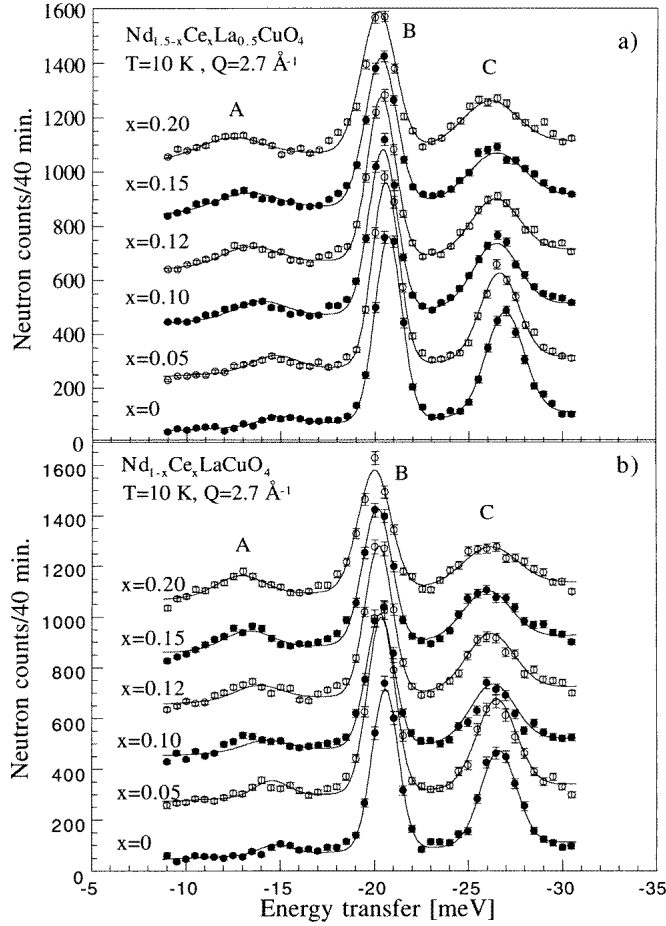 1600
1400
1200
1000
800
600
400
200
0
Neutron counts/40 min.
Nd₁.₅₋ₓCeₓLa₀.₅CuO₄
T=10 K , Q=2.7 Å⁻¹
a)
A
B
C
x=0.20
x=0.15
x=0.12
x=0.10
x=0.05
x=0
1600
1400
1200
1000
800
600
400
200
0
Neutron counts/40 min.
Nd₁₋ₓCeₓLaCuO₄
T=10 K, Q=2.7 Å⁻¹
b)
A
B
C
x=0.20
x=0.15
x=0.12
x=0.10
x=0.05
x=0
-5 -10 -15 -20 -25 -30 -35
Energy transfer [meV]